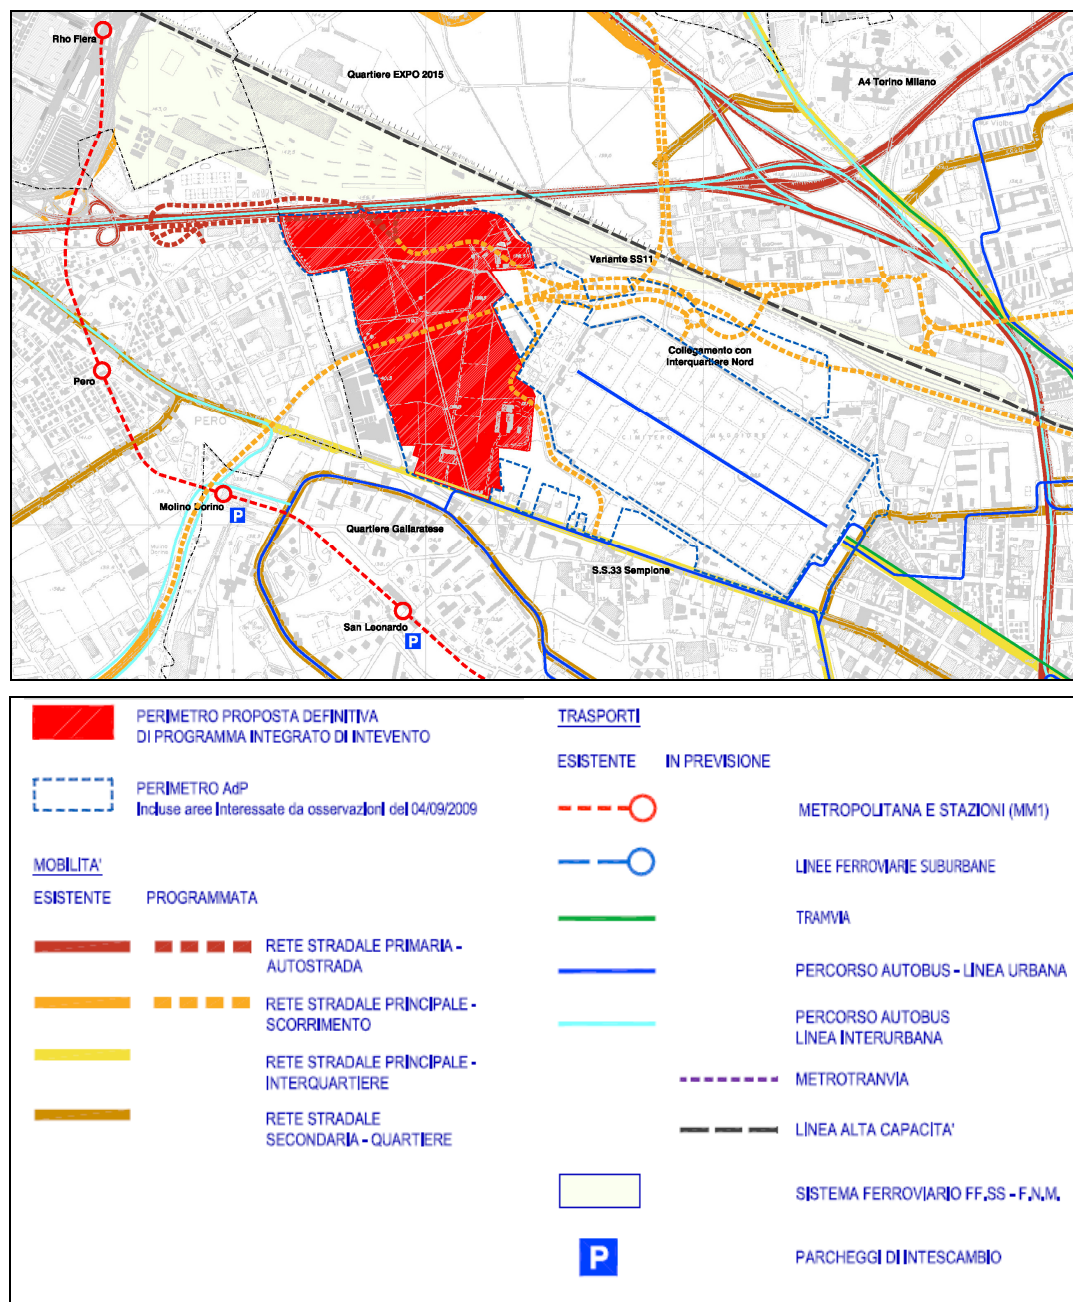 Rho Fiera
Quartiere EXPO 2015
A4 Torino Milano
Variante SS11
Collegamento con
Interquartiere Nord
Pero
PERO
CIMITERO MAGGIORE
Molino Dorino
P
Quartiere Gallaratese
S.S.33 Sempione
San Leonardo
P
PERIMETRO PROPOSTA DEFINITIVA
DI PROGRAMMA INTEGRATO DI INTEVENTO
PERIMETRO AdP
Incluse aree Interessate da osservazioni del 04/09/2009
MOBILITA'
ESISTENTE PROGRAMMATA
RETE STRADALE PRIMARIA -
AUTOSTRADA
RETE STRADALE PRINCIPALE -
SCORRIMENTO
RETE STRADALE PRINCIPALE -
INTERQUARTIERE
RETE STRADALE
SECONDARIA - QUARTIERE
TRASPORTI
ESISTENTE IN PREVISIONE
METROPOLITANA E STAZIONI (MM1)
LINEE FERROVIARIE SUBURBANE
TRAMVIA
PERCORSO AUTOBUS - LINEA URBANA
PERCORSO AUTOBUS
LINEA INTERURBANA
METROTRANVIA
LINEA ALTA CAPACITA'
SISTEMA FERROVIARIO FF.SS - F.N.M.
P
PARCHEGGI DI INTESCAMBIO